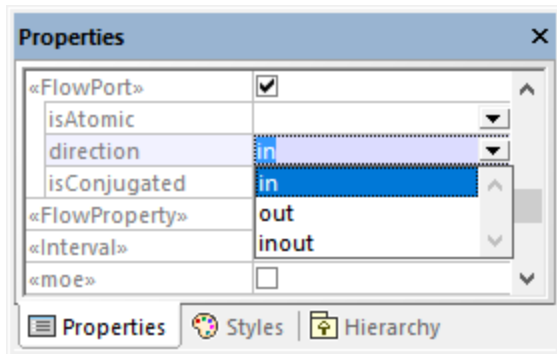 Properties
«FlowPort»
isAtomic
direction in
isConjugated in
«FlowProperty» out
«Interval» inout
«moe»
Properties Styles Hierarchy